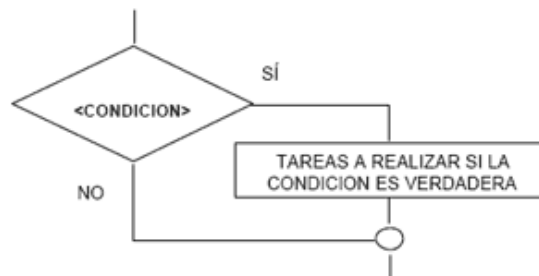 SÍ
<CONDICION>
TAREAS A REALIZAR SI LA
CONDICION ES VERDADERA
NO